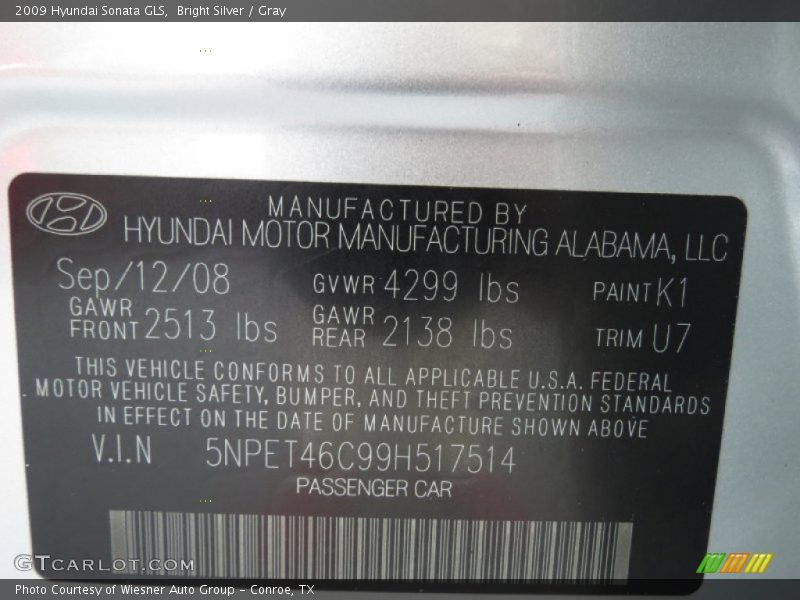 2009 Hyundai Sonata GLS, Bright Silver / Gray
MANUFACTURED BY
HYUNDAI MOTOR MANUFACTURING ALABAMA, LLC
Sep/12/08 GVWR 4299 lbs PAINT K1
GAWR FRONT 2513 lbs GAWR REAR 2138 lbs TRIM U7
THIS VEHICLE CONFORMS TO ALL APPLICABLE U.S.A. FEDERAL
MOTOR VEHICLE SAFETY, BUMPER, AND THEFT PREVENTION STANDARDS
IN EFFECT ON THE DATE OF MANUFACTURE SHOWN ABOVE
V.I.N 5NPET46C99H517514
PASSENGER CAR
GTCARLOT.COM
Photo Courtesy of Wiesner Auto Group - Conroe, TX